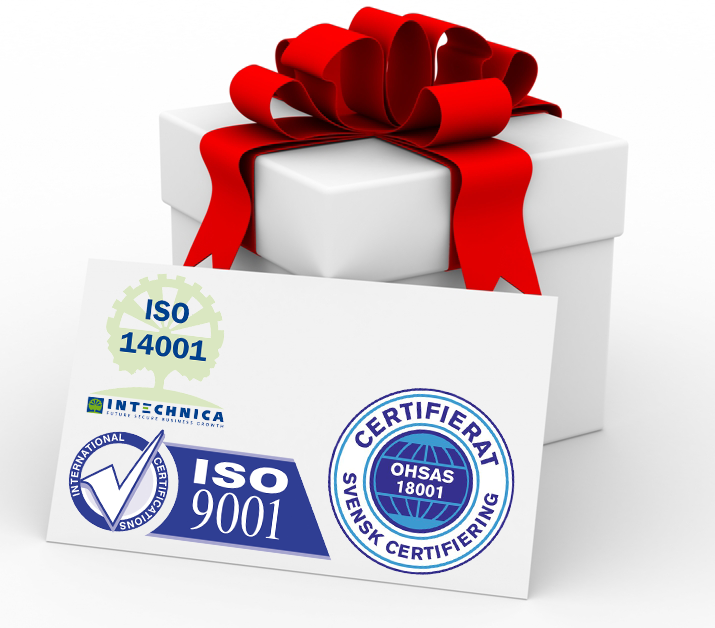 ISO
14001
INTECHNICA
FUTURE SECURE BUSINESS GROWTH
INTERNATIONAL
CERTIFICATIONS
ISO
9001
CERTIFIERAT
OHSAS
18001
SVENSK CERTIFIERING